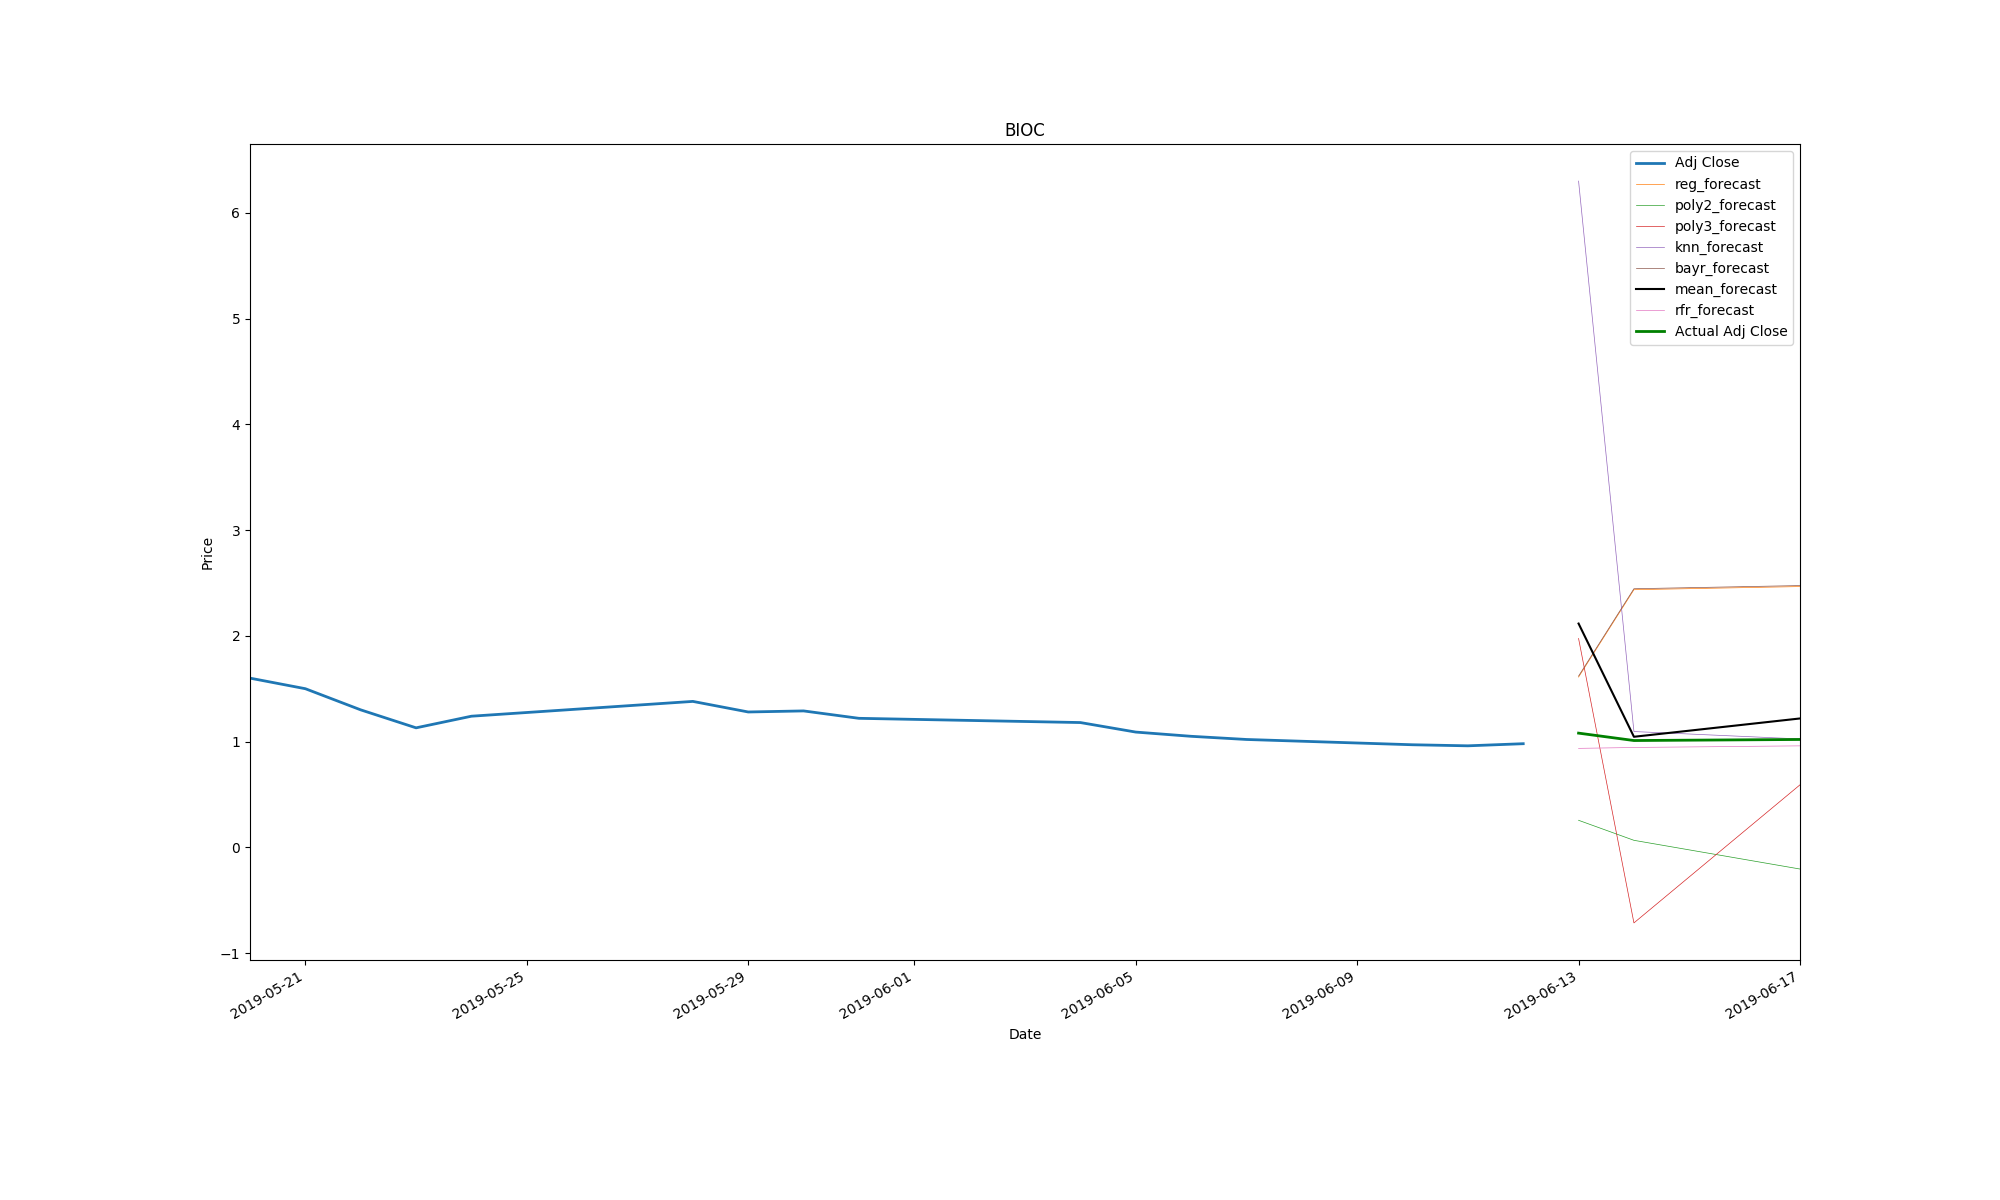 BIOC
Adj Close
reg_forecast
poly2_forecast
poly3_forecast
knn_forecast
bayr_forecast
mean_forecast
rfr_forecast
Actual Adj Close
6
5
4
3
2
1
0
−1
Price
2019-05-21
2019-05-25
2019-05-29
2019-06-01
2019-06-05
2019-06-09
2019-06-13
2019-06-17
Date